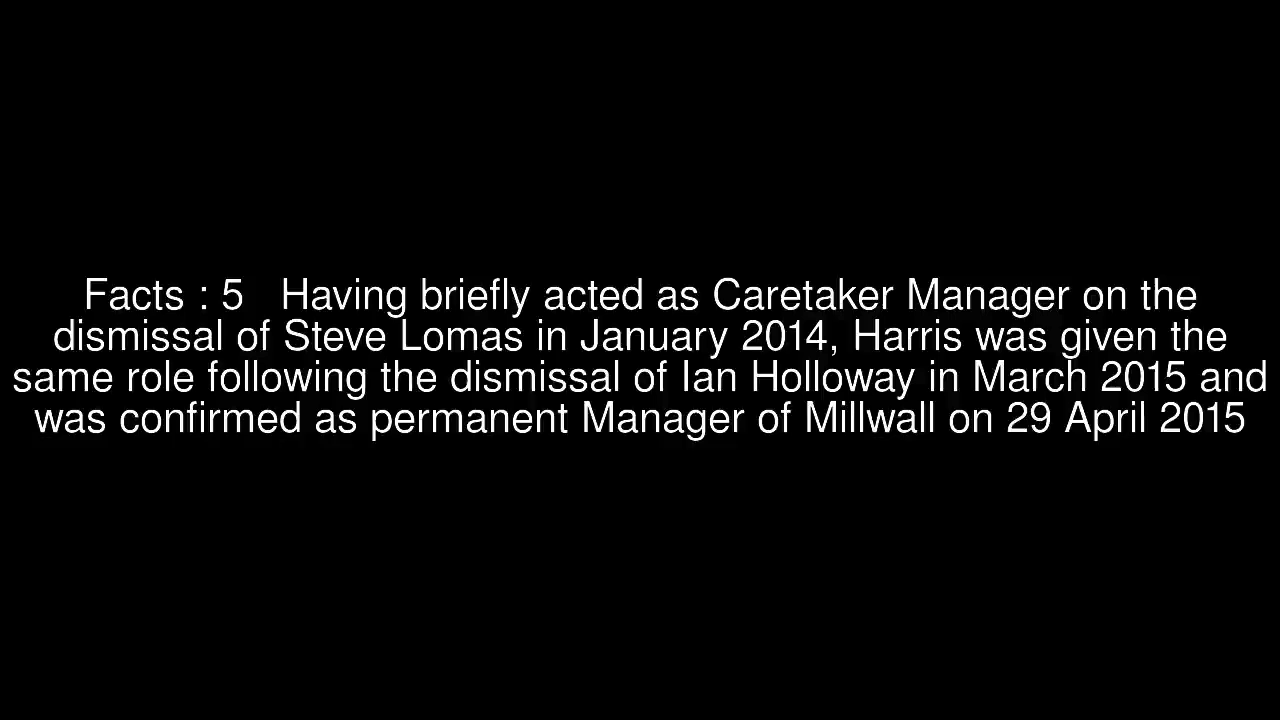 Facts : 5   Having briefly acted as Caretaker Manager on the
dismissal of Steve Lomas in January 2014, Harris was given the
same role following the dismissal of Ian Holloway in March 2015 and
was confirmed as permanent Manager of Millwall on 29 April 2015